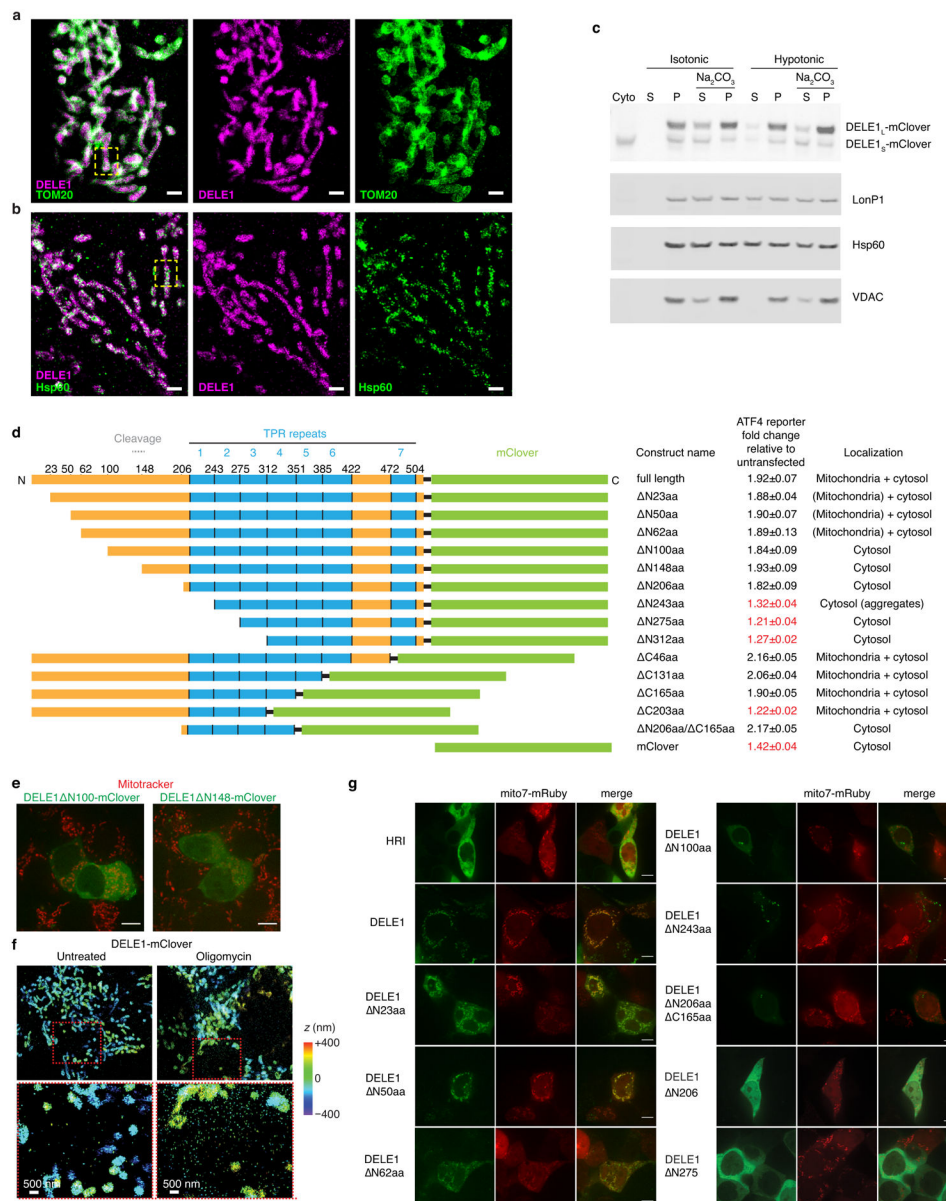 a
DELE1
TOM20
DELE1
TOM20
b
DELE1
Hsp60
DELE1
Hsp60
c
Isotonic
Hypotonic
Na₂CO₃
Na₂CO₃
Cyto
S
P
S
P
S
P
S
P
DELE1L-mClover
DELE1S-mClover
LonP1
Hsp60
VDAC
d
Cleavage
TPR repeats
mClover
1 2 3 4 5 6 7
23 50 62 100 148 206 243 275 312 351 385 422 472 504
N
C
Construct name
ATF4 reporter
fold change
relative to
untransfected
Localization
full length 1.92±0.07 Mitochondria + cytosol
ΔN23aa 1.88±0.04 (Mitochondria) + cytosol
ΔN50aa 1.90±0.07 (Mitochondria) + cytosol
ΔN62aa 1.89±0.13 (Mitochondria) + cytosol
ΔN100aa 1.84±0.09 Cytosol
ΔN148aa 1.93±0.09 Cytosol
ΔN206aa 1.82±0.09 Cytosol
ΔN243aa 1.32±0.04 Cytosol (aggregates)
ΔN275aa 1.21±0.04 Cytosol
ΔN312aa 1.27±0.02 Cytosol
ΔC46aa 2.16±0.05 Mitochondria + cytosol
ΔC131aa 2.06±0.04 Mitochondria + cytosol
ΔC165aa 1.90±0.05 Mitochondria + cytosol
ΔC203aa 1.22±0.02 Mitochondria + cytosol
ΔN206aa/ΔC165aa 2.17±0.05 Cytosol
mClover 1.42±0.04 Cytosol
e
Mitotracker
DELE1ΔN100-mClover
DELE1ΔN148-mClover
f
DELE1-mClover
Untreated
Oligomycin
z (nm)
+400
0
−400
500 nm
500 nm
g
mito7-mRuby
merge
HRI
DELE1
DELE1
ΔN23aa
DELE1
ΔN50aa
DELE1
ΔN62aa
mito7-mRuby
merge
DELE1
ΔN100aa
DELE1
ΔN243aa
DELE1
ΔN206aa
ΔC165aa
DELE1
ΔN206
DELE1
ΔN275